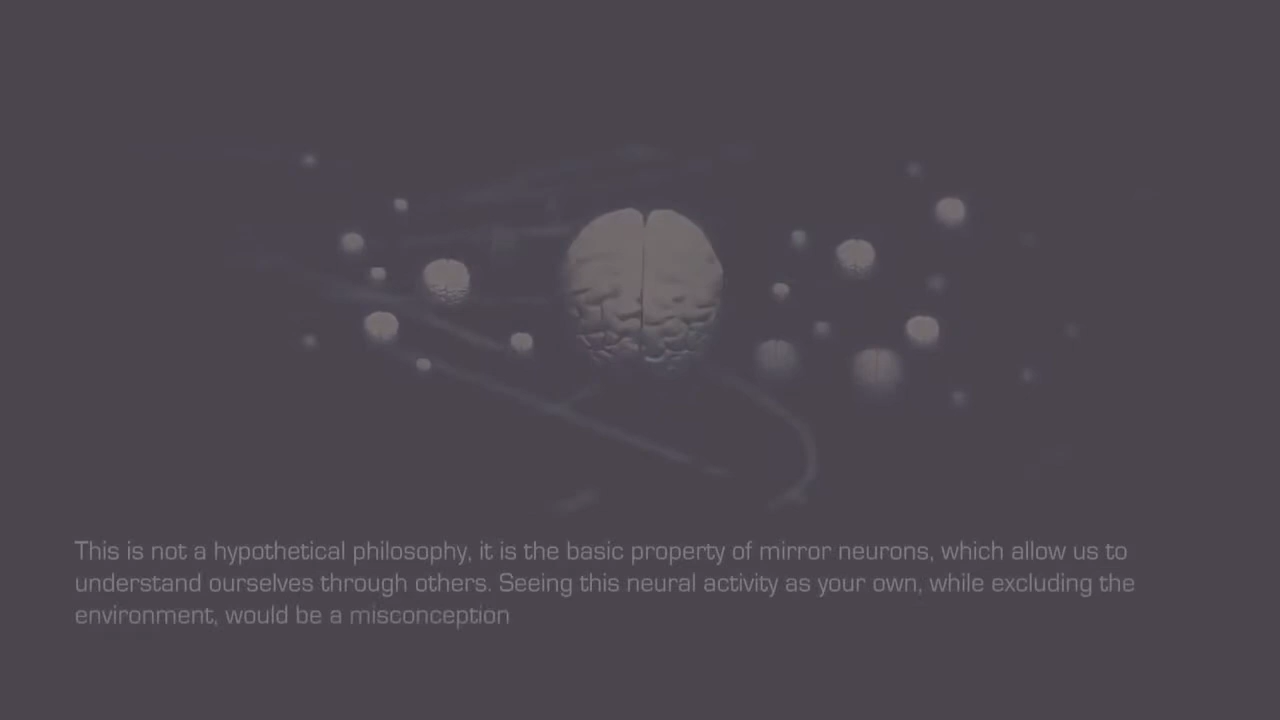 This is not a hypothetical philosophy, it is the basic property of mirror neurons, which allow us to
understand ourselves through others. Seeing this neural activity as your own, while excluding the
environment, would be a misconception